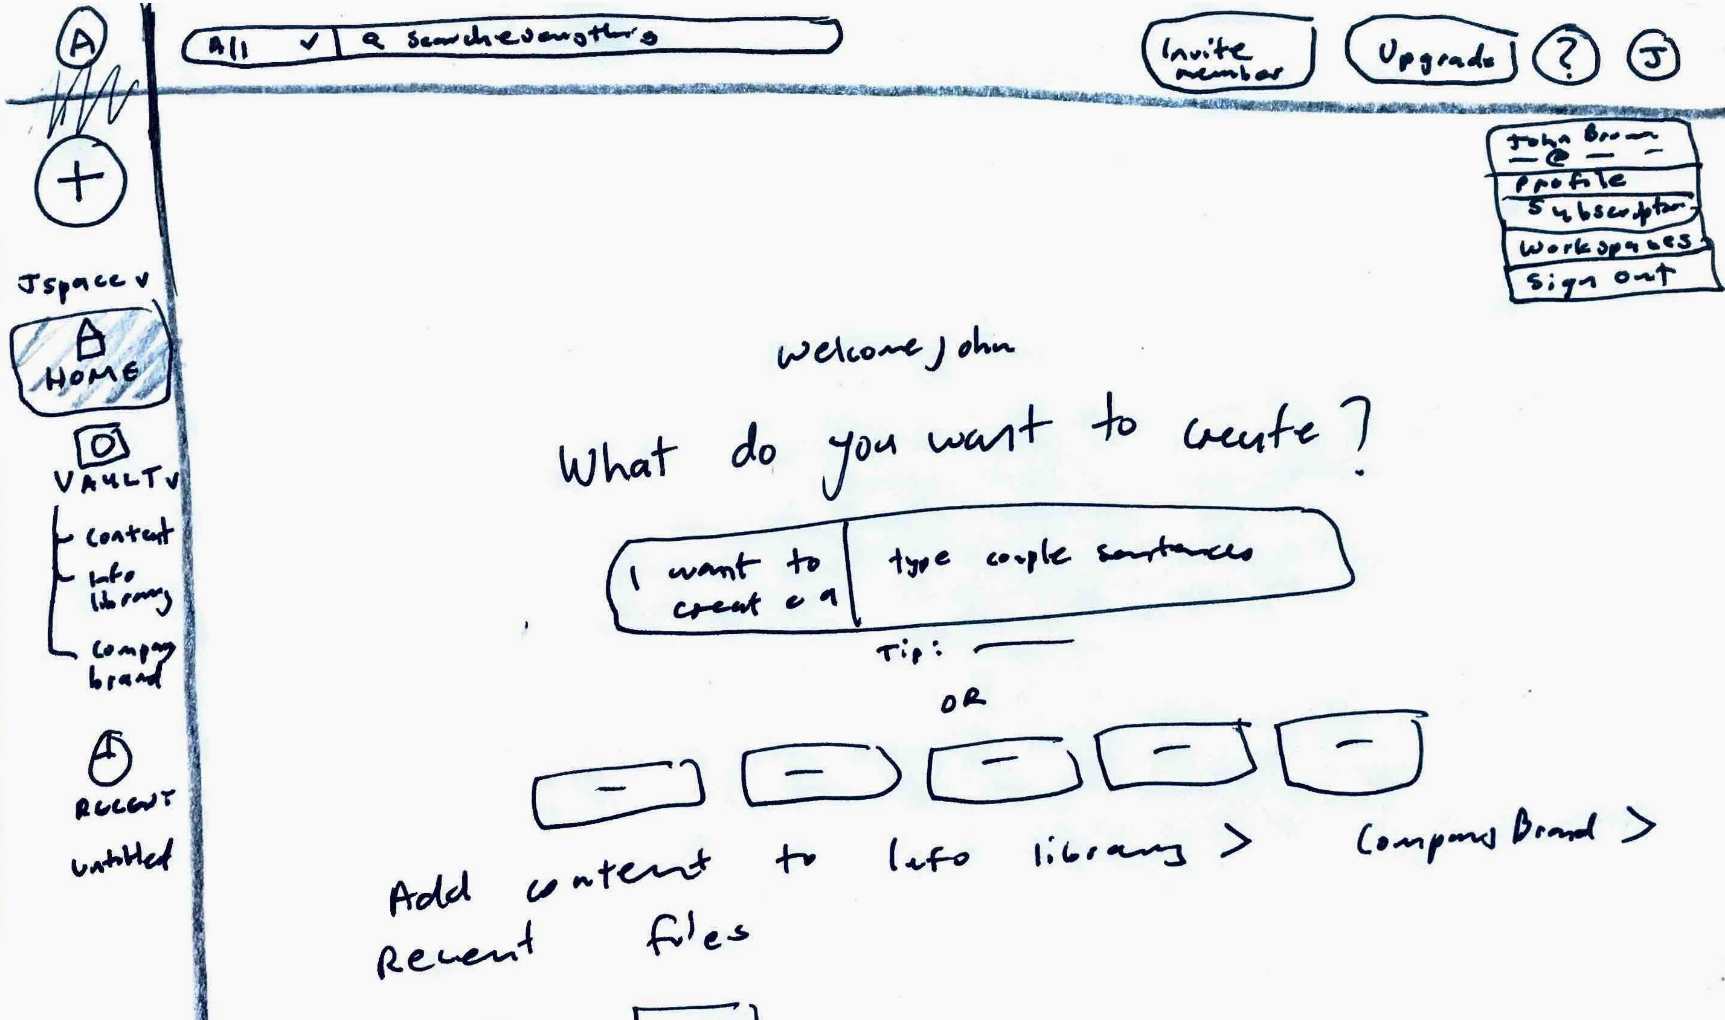 A
All
search everything
Invite
member
Upgrade
?
J
John Brown
@
Profile
Subscription
Workspaces
Sign out
+
Jspace
HOME
VAULT
Content
Info
library
Company
brand
RECENT
untitled
Welcome John
What do you want to create?
I want to
create a
type couple sentences
Tip:
OR
Add content to Info library >
Company Brand >
Recent files